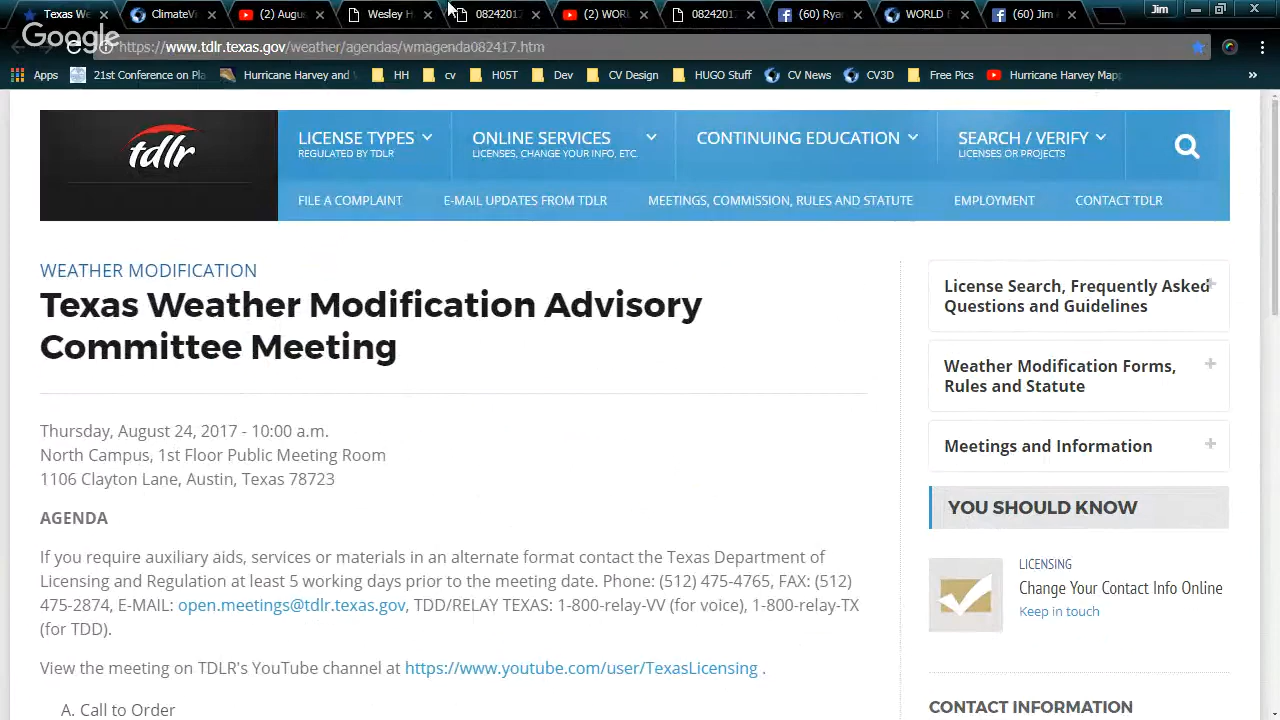 Texas We
ClimateVi
(2) Augus
Wesley H
0824201
(2) WORL
0824201
(60) Ryan
WORLD E
(60) Jim
Jim
Google
https://www.tdlr.texas.gov/weather/agendas/wmagenda082417.htm
Apps
21st Conference on Pla
Hurricane Harvey and
HH
cv
H05T
Dev
CV Design
HUGO Stuff
CV News
CV3D
Free Pics
Hurricane Harvey Map
»
tdlr
LICENSE TYPES
REGULATED BY TDLR
ONLINE SERVICES
LICENSES, CHANGE YOUR INFO, ETC.
CONTINUING EDUCATION
SEARCH / VERIFY
LICENSES OR PROJECTS
FILE A COMPLAINT
E-MAIL UPDATES FROM TDLR
MEETINGS, COMMISSION, RULES AND STATUTE
EMPLOYMENT
CONTACT TDLR
WEATHER MODIFICATION
Texas Weather Modification Advisory
Committee Meeting
Thursday, August 24, 2017 - 10:00 a.m.
North Campus, 1st Floor Public Meeting Room
1106 Clayton Lane, Austin, Texas 78723
AGENDA
If you require auxiliary aids, services or materials in an alternate format contact the Texas Department of
Licensing and Regulation at least 5 working days prior to the meeting date. Phone: (512) 475-4765, FAX: (512)
475-2874, E-MAIL: open.meetings@tdlr.texas.gov, TDD/RELAY TEXAS: 1-800-relay-VV (for voice), 1-800-relay-TX
(for TDD).
View the meeting on TDLR's YouTube channel at https://www.youtube.com/user/TexasLicensing .
A. Call to Order
License Search, Frequently Asked
Questions and Guidelines
Weather Modification Forms,
Rules and Statute
Meetings and Information
YOU SHOULD KNOW
LICENSING
Change Your Contact Info Online
Keep in touch
CONTACT INFORMATION